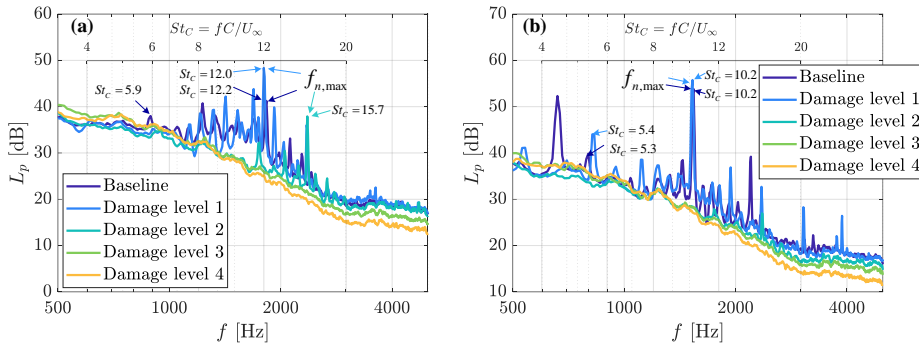 (a)
St_C = fC/U_∞
4 6 8 12 20
60
50
40
30
20
10
0
L_p [dB]
St_C = 5.9
St_C = 12.0
St_C = 12.2
f_{n,max}
St_C = 15.7
Baseline
Damage level 1
Damage level 2
Damage level 3
Damage level 4
500 1000 2000 4000
f [Hz]
(b)
St_C = fC/U_∞
4 6 8 12 20
70
60
50
40
30
20
10
L_p [dB]
f_{n,max}
St_C = 10.2
St_C = 10.2
St_C = 5.4
St_C = 5.3
Baseline
Damage level 1
Damage level 2
Damage level 3
Damage level 4
500 1000 2000 4000
f [Hz]